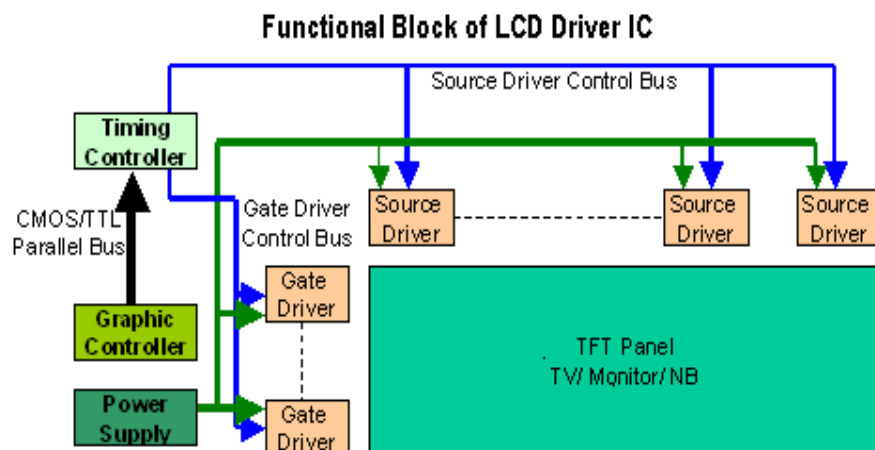 Functional Block of LCD Driver IC
Source Driver Control Bus
Timing
Controller
CMOS/TTL
Parallel Bus
Gate Driver
Control Bus
Source
Driver
Source
Driver
Source
Driver
Gate
Driver
Graphic
Controller
TFT Panel
TV/ Monitor/ NB
Power
Supply
Gate
Driver